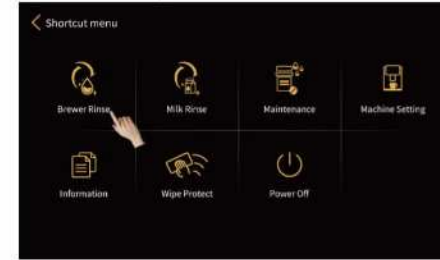 Shortcut menu
Brewer Rinse
Milk Rinse
Maintenance
Machine Setting
Information
Wipe Protect
Power Off